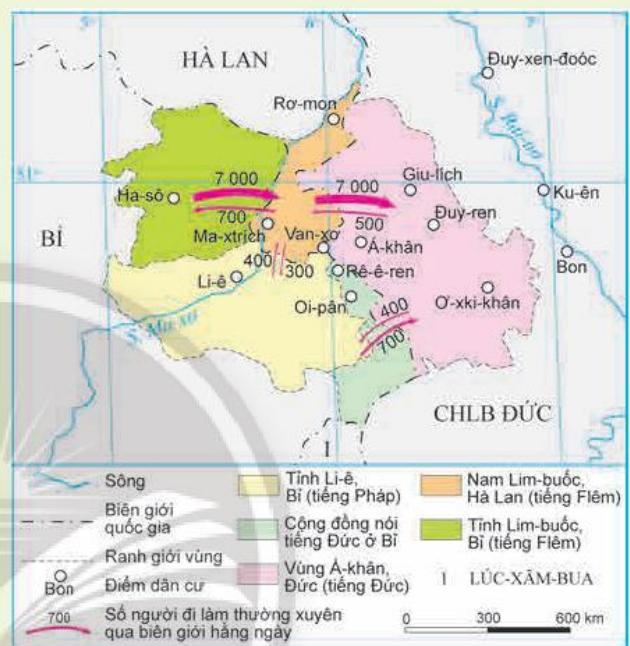 HÀ LAN
Đuy-xen-đoóc
Rơ-mon
51°
7 000
7 000
Giu-lích
Ha-sô
Ku-ên
700
500
Đuy-ren
Ma-xtrích
Van-xơ
BỈ
Á-khân
Bon
400
300
Rê-ê-ren
Li-ê
Oi-pân
400
Ơ-xki-khân
700
S. Ma-xơ
CHLB ĐỨC
1
Sông
Biên giới
quốc gia
Ranh giới vùng
Bon
Điểm dân cư
700
Số người đi làm thường xuyên
qua biên giới hằng ngày
Tỉnh Li-ê,
Bỉ (tiếng Pháp)
Cộng đồng nói
tiếng Đức ở Bỉ
Vùng Á-khân,
Đức (tiếng Đức)
Nam Lim-buốc,
Hà Lan (tiếng Flêm)
Tỉnh Lim-buốc,
Bỉ (tiếng Flêm)
1 LÚC-XĂM-BUA
0 300 600 km